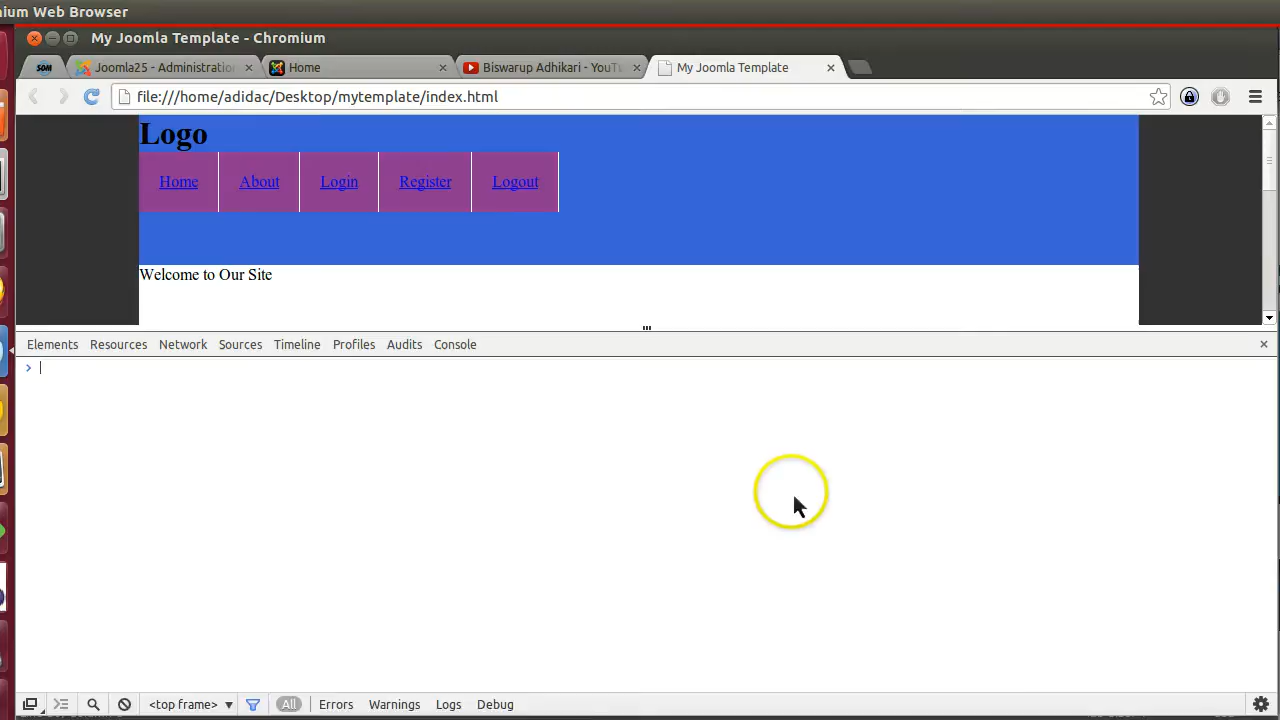 ium Web Browser
My Joomla Template - Chromium
SDM Joomla25 - Administratio Home Biswarup Adhikari - YouTu My Joomla Template
file:///home/adidac/Desktop/mytemplate/index.html
Logo
Home About Login Register Logout
Welcome to Our Site
Elements Resources Network Sources Timeline Profiles Audits Console
<top frame> All Errors Warnings Logs Debug